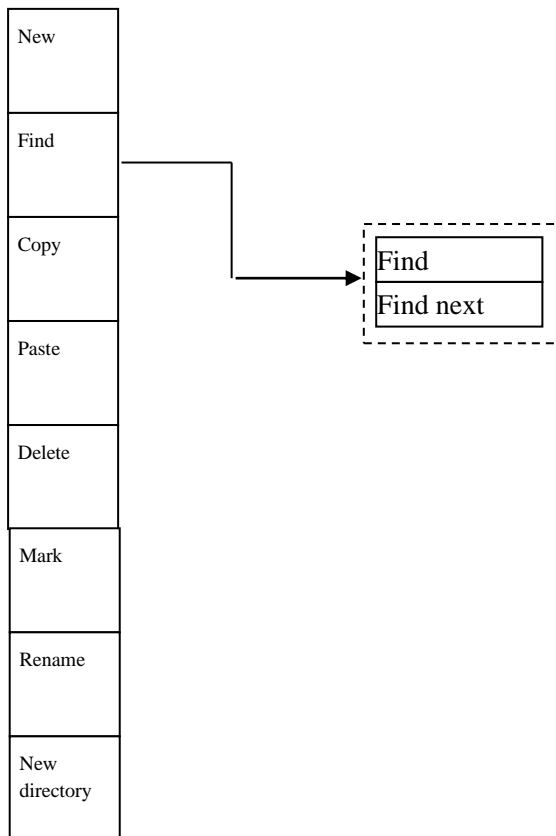 New
Find
Copy
Find
Find next
Paste
Delete
Mark
Rename
New
directory